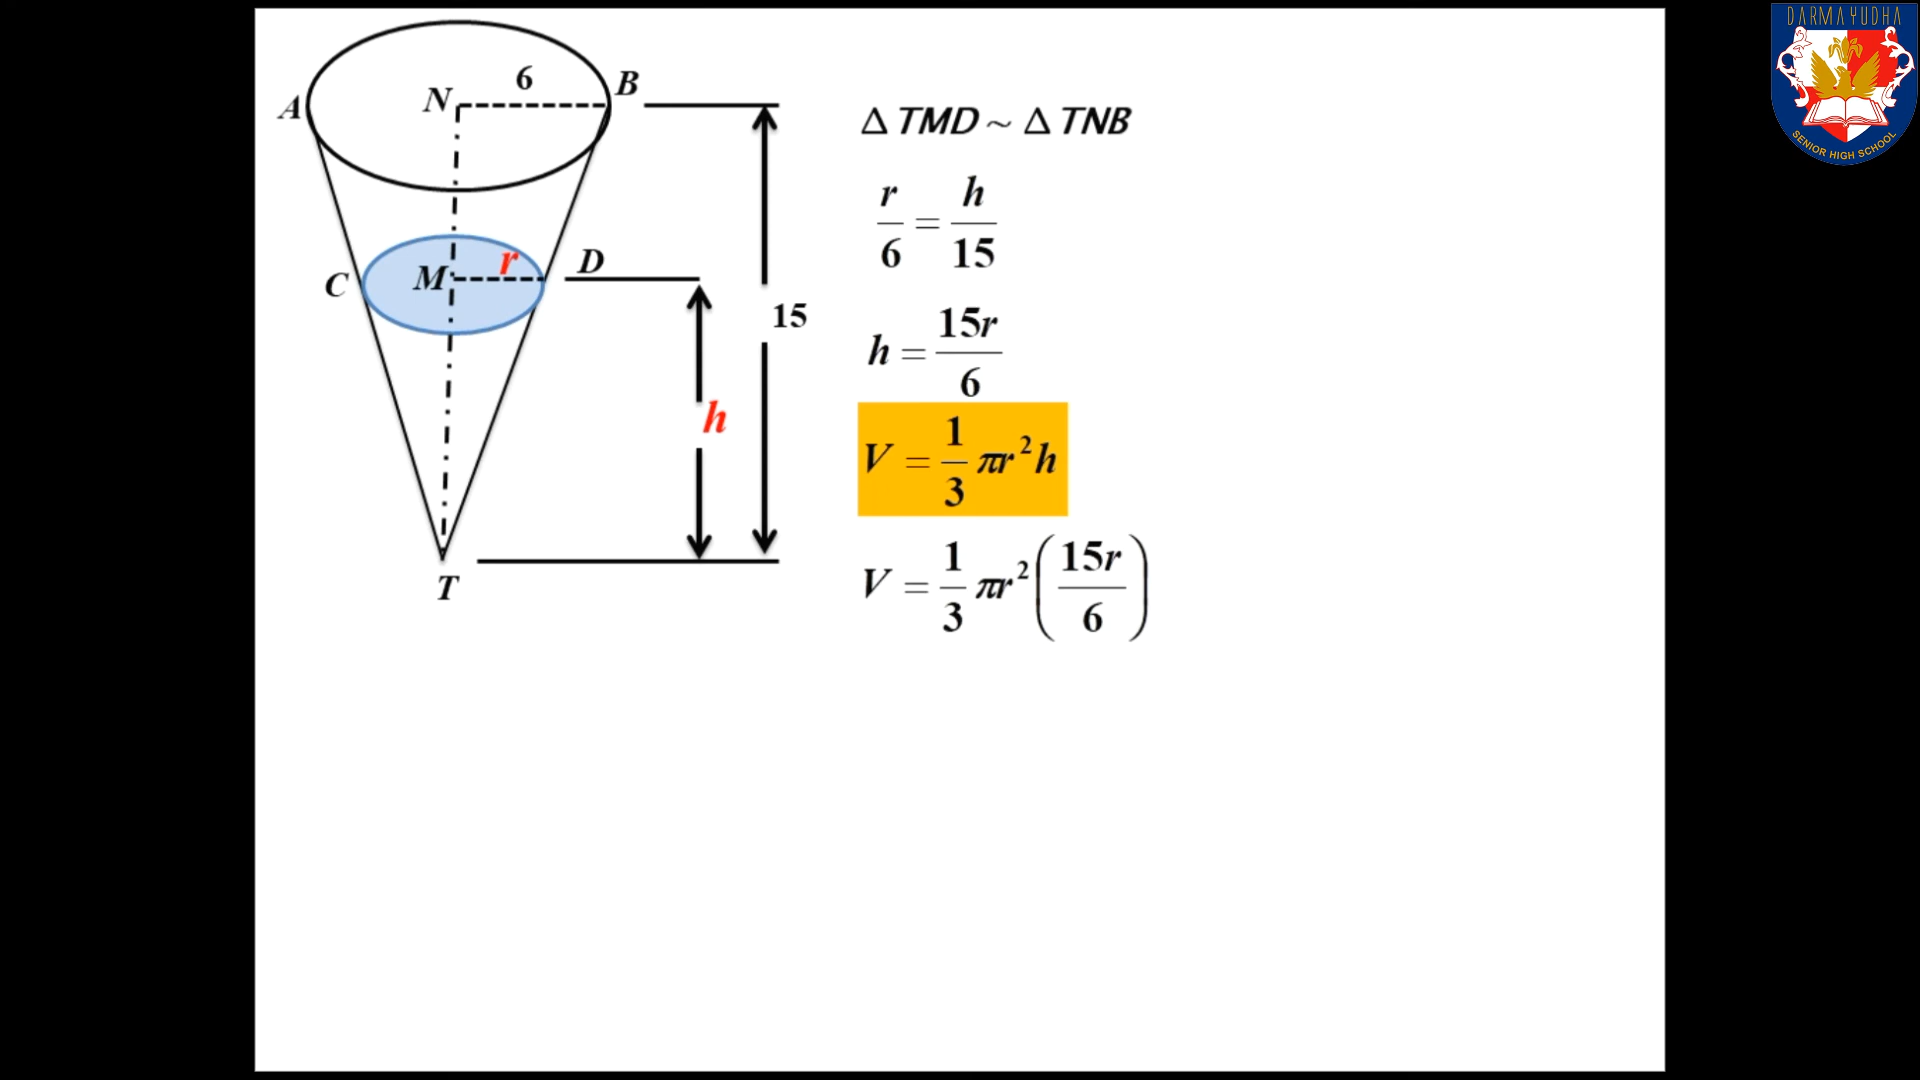 DARMA YUDHA
SENIOR HIGH SCHOOL
A
N
6
B
C
M
r
D
15
h
T
Δ TMD ~ Δ TNB
r/6 = h/15
h = 15r/6
V = 1/3 πr²h
V = 1/3 πr² (15r/6)